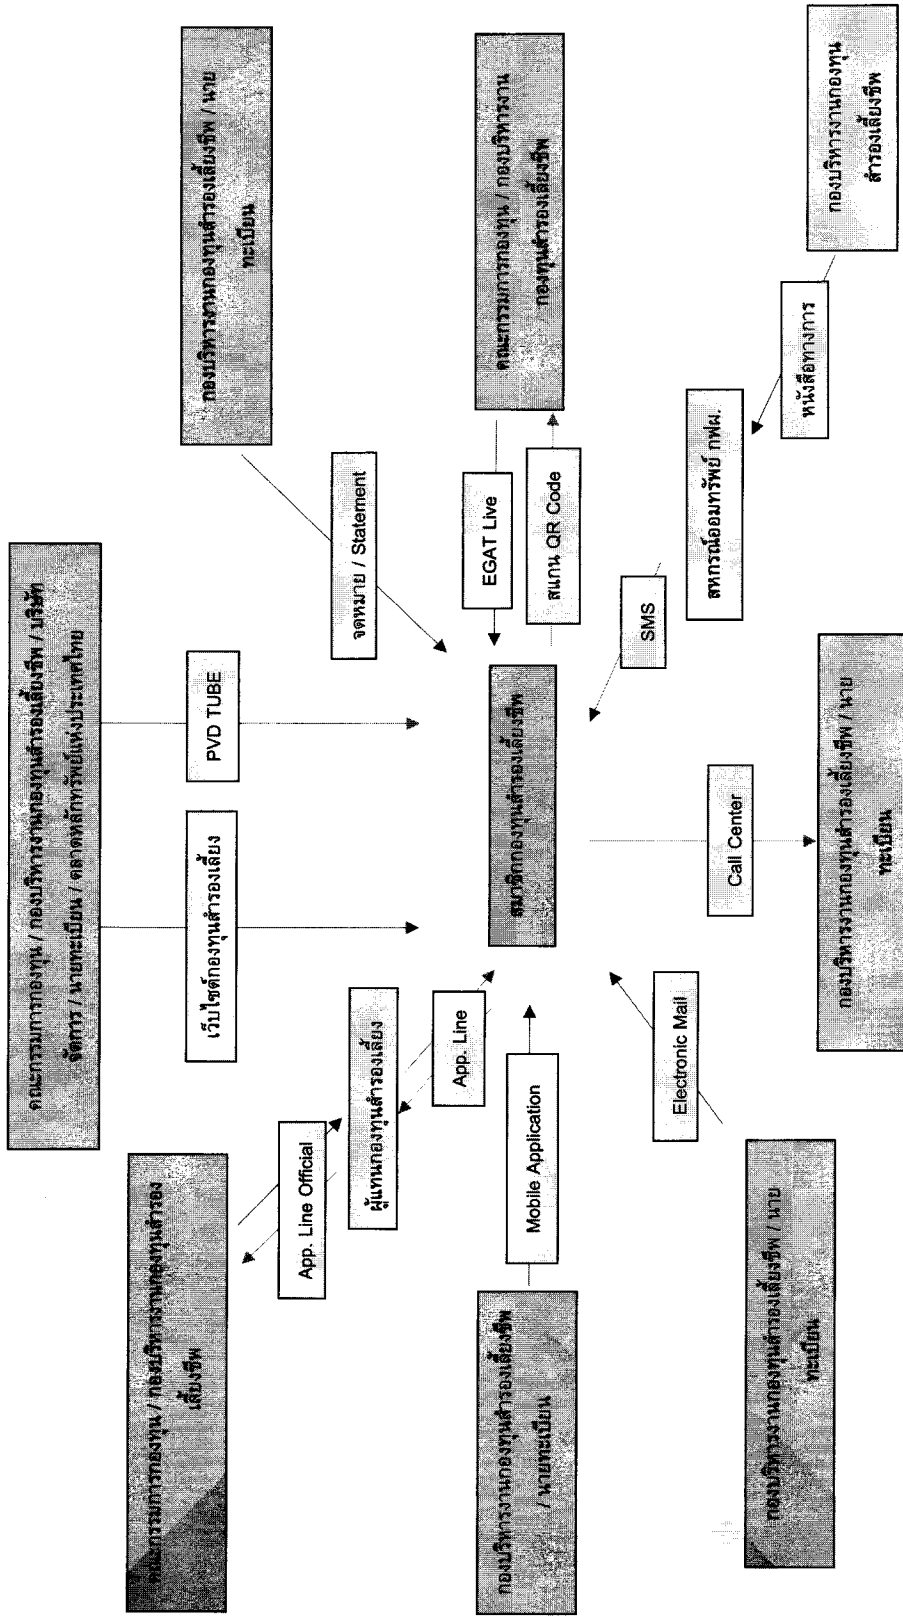 คณะกรรมการกองทุน / กองบริหารงานกองทุนสำรองเลี้ยงชีพ / บริษัท
จัดการ / นายทะเบียน / ตลาดหลักทรัพย์แห่งประเทศไทย
คณะกรรมการกองทุน / กองบริหารงานกองทุนสำรอง
เลี้ยงชีพ
กองบริหารงานกองทุนสำรองเลี้ยงชีพ / นาย
ทะเบียน
เว็บไซต์กองทุนสำรองเลี้ยง
PVD TUBE
App. Line Official
จดหมาย / Statement
ผู้แทนกองทุนสำรองเลี้ยง
App. Line
EGAT Live
กองบริหารงานกองทุนสำรองเลี้ยงชีพ
/ นายทะเบียน
Mobile Application
สมาชิกกองทุนสำรองเลี้ยงชีพ
สแกน QR Code
คณะกรรมการกองทุน / กองบริหารงาน
กองทุนสำรองเลี้ยงชีพ
SMS
สหกรณ์ออมทรัพย์ กฟผ.
หนังสือทางการ
กองบริหารงานกองทุน
สำรองเลี้ยงชีพ
Electronic Mail
Call Center
กองบริหารงานกองทุนสำรองเลี้ยงชีพ / นาย
ทะเบียน
กองบริหารงานกองทุนสำรองเลี้ยงชีพ / นาย
ทะเบียน